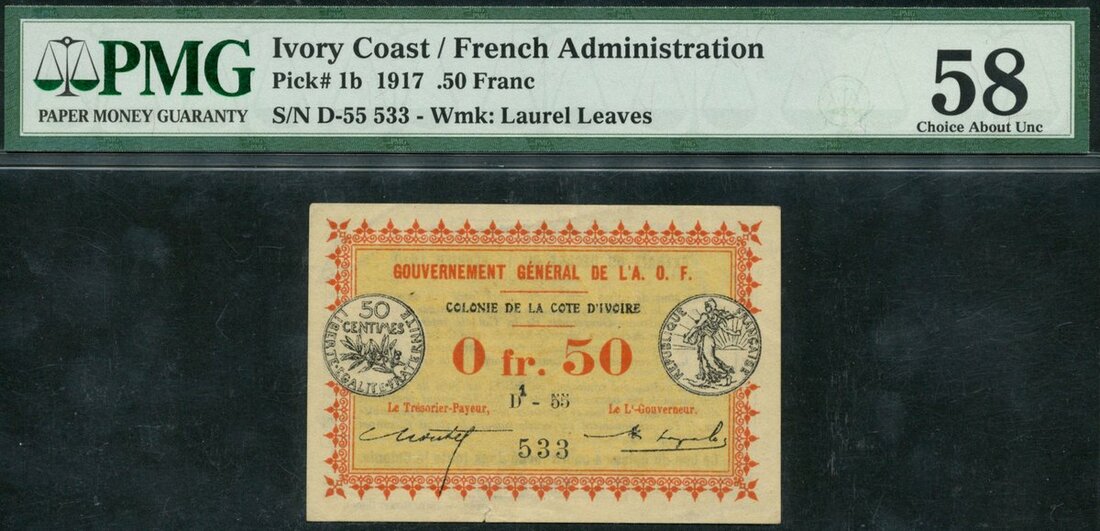 PMG
PAPER MONEY GUARANTY
Ivory Coast / French Administration
Pick# 1b 1917 .50 Franc
S/N D-55 533 - Wmk: Laurel Leaves
58
Choice About Unc
GOUVERNEMENT GÉNÉRAL DE L'A. O. F.
COLONIE DE LA COTE D'IVOIRE
50
CENTIMES
LIBERTE·EGALITE·FRATERNITE
REPUBLIQUE FRANÇAISE
0 fr. 50
D1 - 55
Le Trésorier-Payeur,
Le Lt-Gouverneur.
533